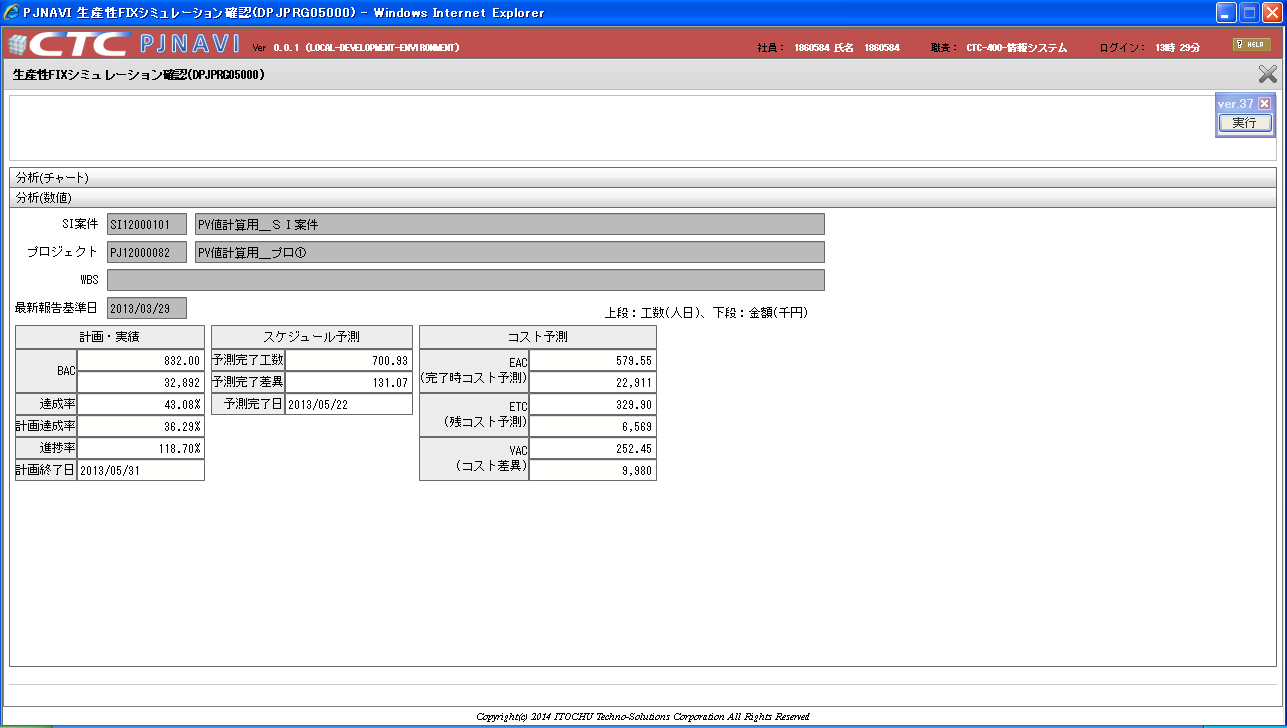 PJNAVI 生産性FIXシミュレーション確認(DPJPRG05000) - Windows Internet Explorer
CTC PJNAVI Ver 0.0.1 (LOCAL-DEVELOPMENT-ENVIRONMENT) 社員： 1860584 氏名 1860584 職責： CTC-400-情報システム ログイン： 13時 29分 ? HELP
生産性FIXシミュレーション確認(DPJPRG05000)
ver.37
実行
分析(チャート)
分析(数値)
SI案件 SI12000101 PV値計算用__ＳＩ案件
プロジェクト PJ12000082 PV値計算用__プロ①
WBS
最新報告基準日 2013/03/29
上段：工数(人日)、下段：金額(千円)
計画・実績
BAC 832.00
32,892
達成率 43.08%
計画達成率 36.29%
進捗率 118.70%
計画終了日 2013/05/31
スケジュール予測
予測完了工数 700.93
予測完了差異 131.07
予測完了日 2013/05/22
コスト予測
EAC
(完了時コスト予測)
579.55
22,911
ETC
(残コスト予測)
329.90
6,569
VAC
(コスト差異)
252.45
9,980
Copyright(c) 2014 ITOCHU Techno-Solutions Corporation All Rights Reserved